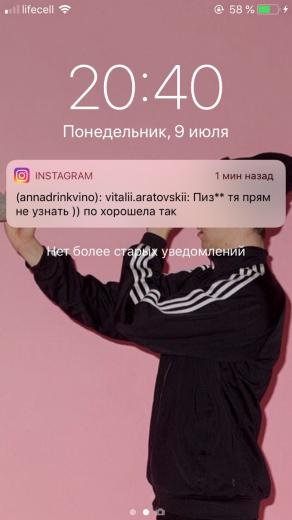 lifecell 58 %
20:40
Понедельник, 9 июля
INSTAGRAM 1 мин назад
(annadrinkvino): vitalii.aratovskii: Пиз** тя прям
не узнать )) по хорошела так
Нет более старых уведомлений